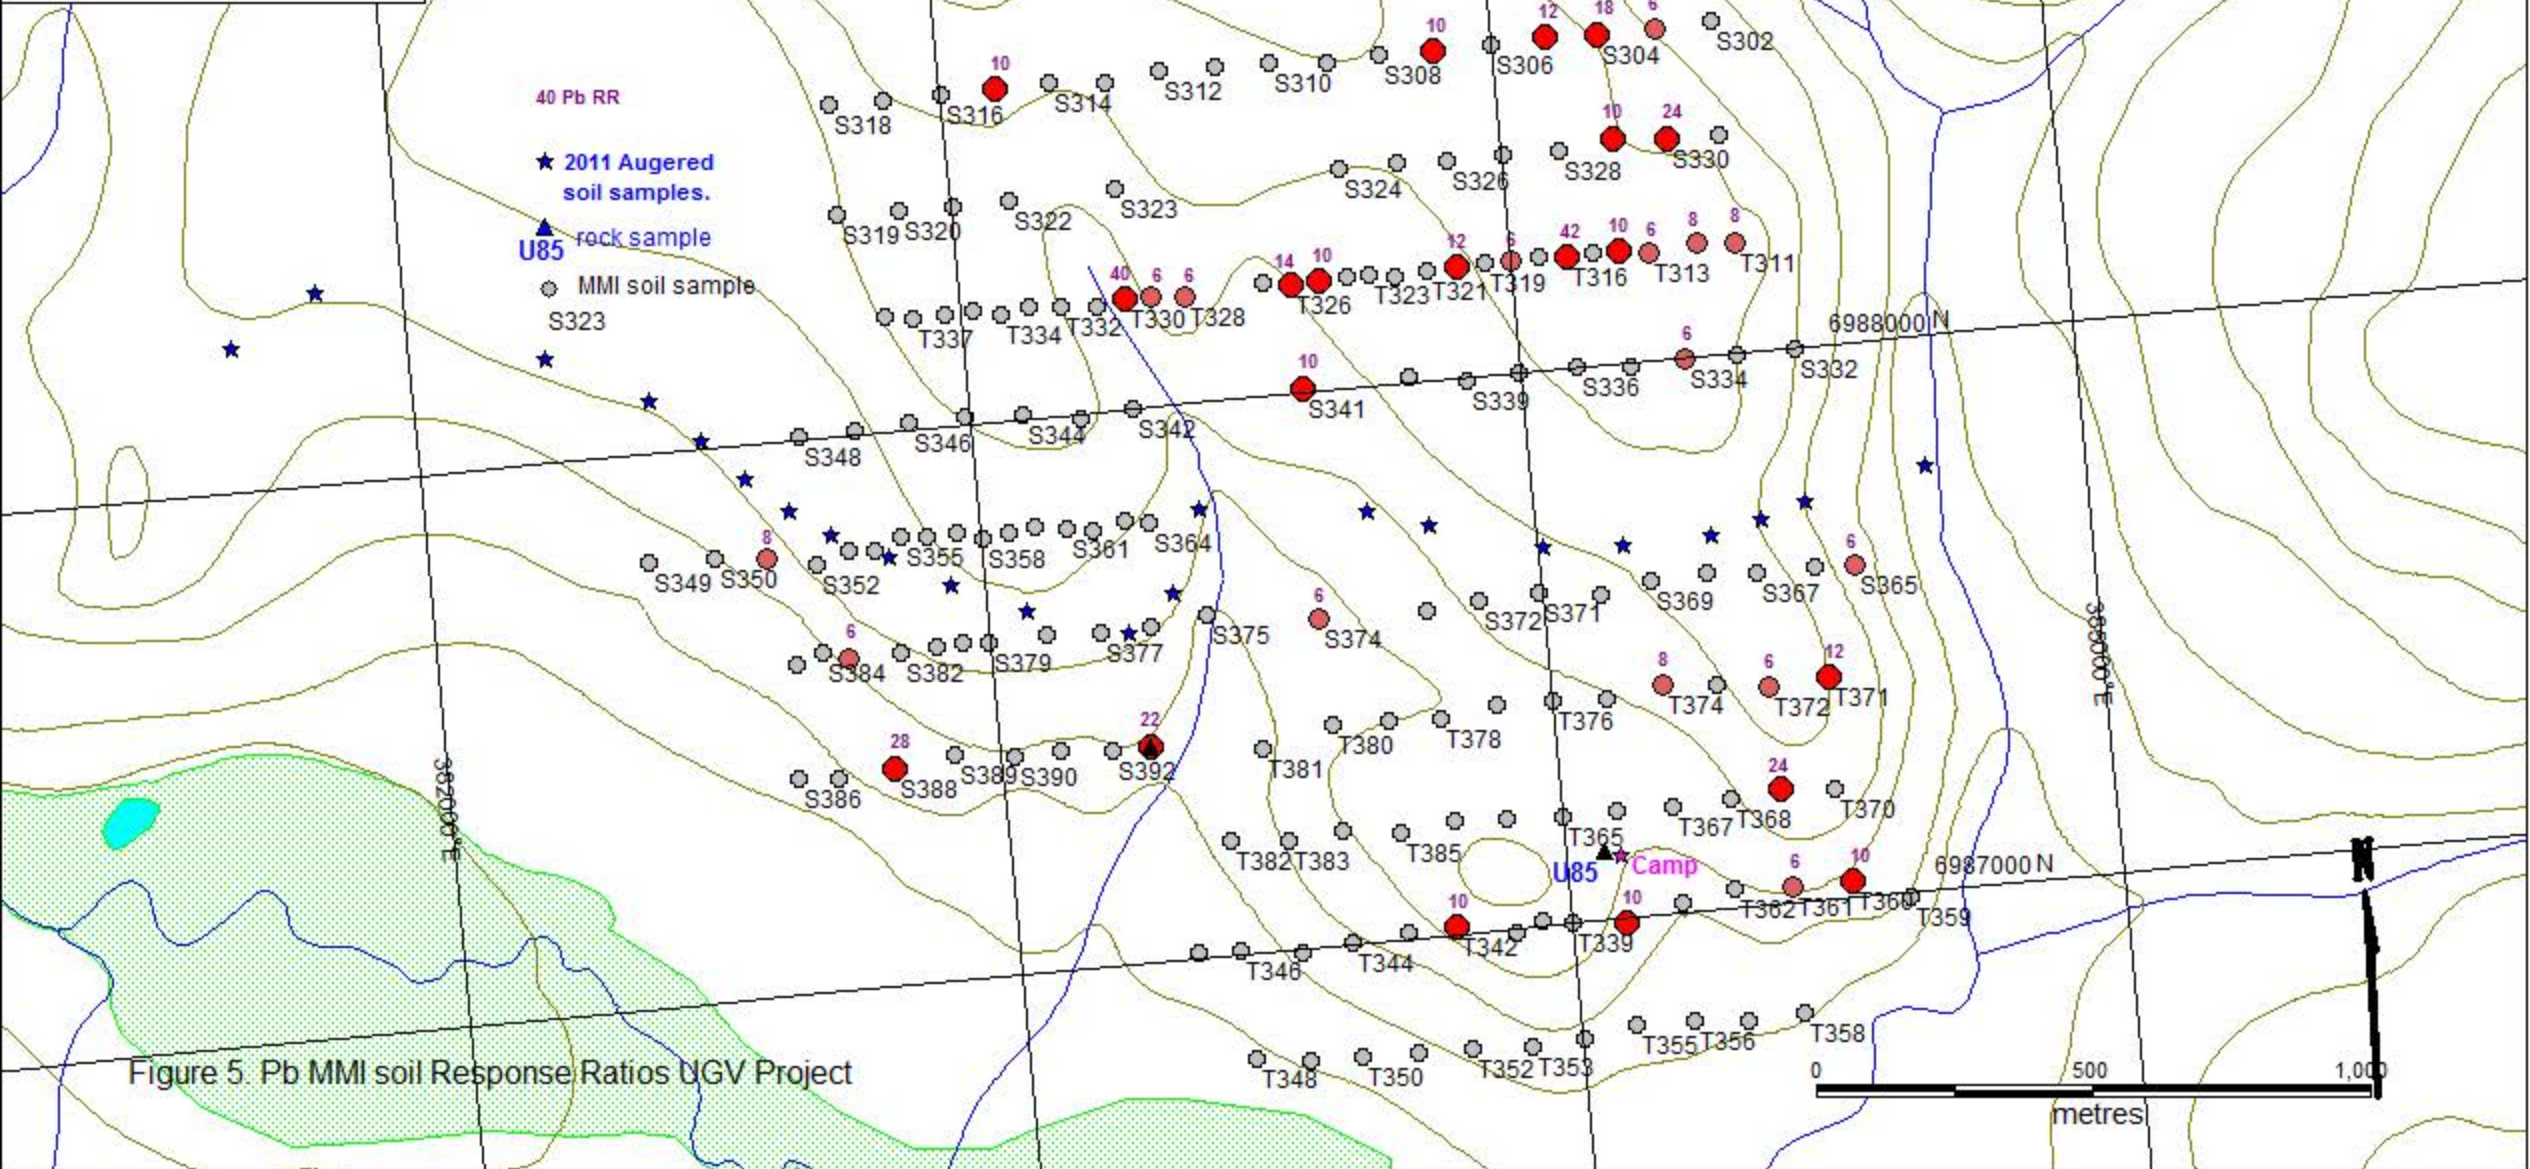 10
12
18
6
S302
S304
S306
S308
S310
S312
S314
S316
S318
10
40 Pb RR
2011 Augered
soil samples.
U85
rock sample
MMI soil sample
S323
10
24
S330
S328
S326
S324
S323
S322
S320
S319
40
6
6
14
10
12
6
42
10
6
8
8
T337
T334
T332
T330
T328
T326
T323
T321
T319
T316
T313
T311
6988000 N
10
6
S348
S346
S344
S342
S341
S339
S336
S334
S332
8
6
S349
S350
S352
S355
S358
S361
S364
S372
S371
S369
S367
S365
6
6
S384
S382
S379
S377
S375
S374
385000°E
8
6
12
T380
T378
T376
T374
T372
T371
28
22
S386
S388
S389
S390
S392
T381
24
382000°E
T382
T383
T385
T365
T367
T368
T370
U85
Camp
6987000 N
N
10
10
6
10
T346
T344
T342
T339
T362
T361
T360
T359
T348
T350
T352
T353
T355
T356
T358
Figure 5. Pb MMI soil Response Ratios UGV Project
0
500
1,000
metres